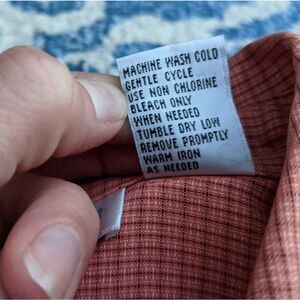 MACHINE WASH COLD
GENTLE CYCLE
USE NON CHLORINE
BLEACH ONLY
WHEN NEEDED
TUMBLE DRY LOW
REMOVE PROMPTLY
WARM IRON
AS NEEDED